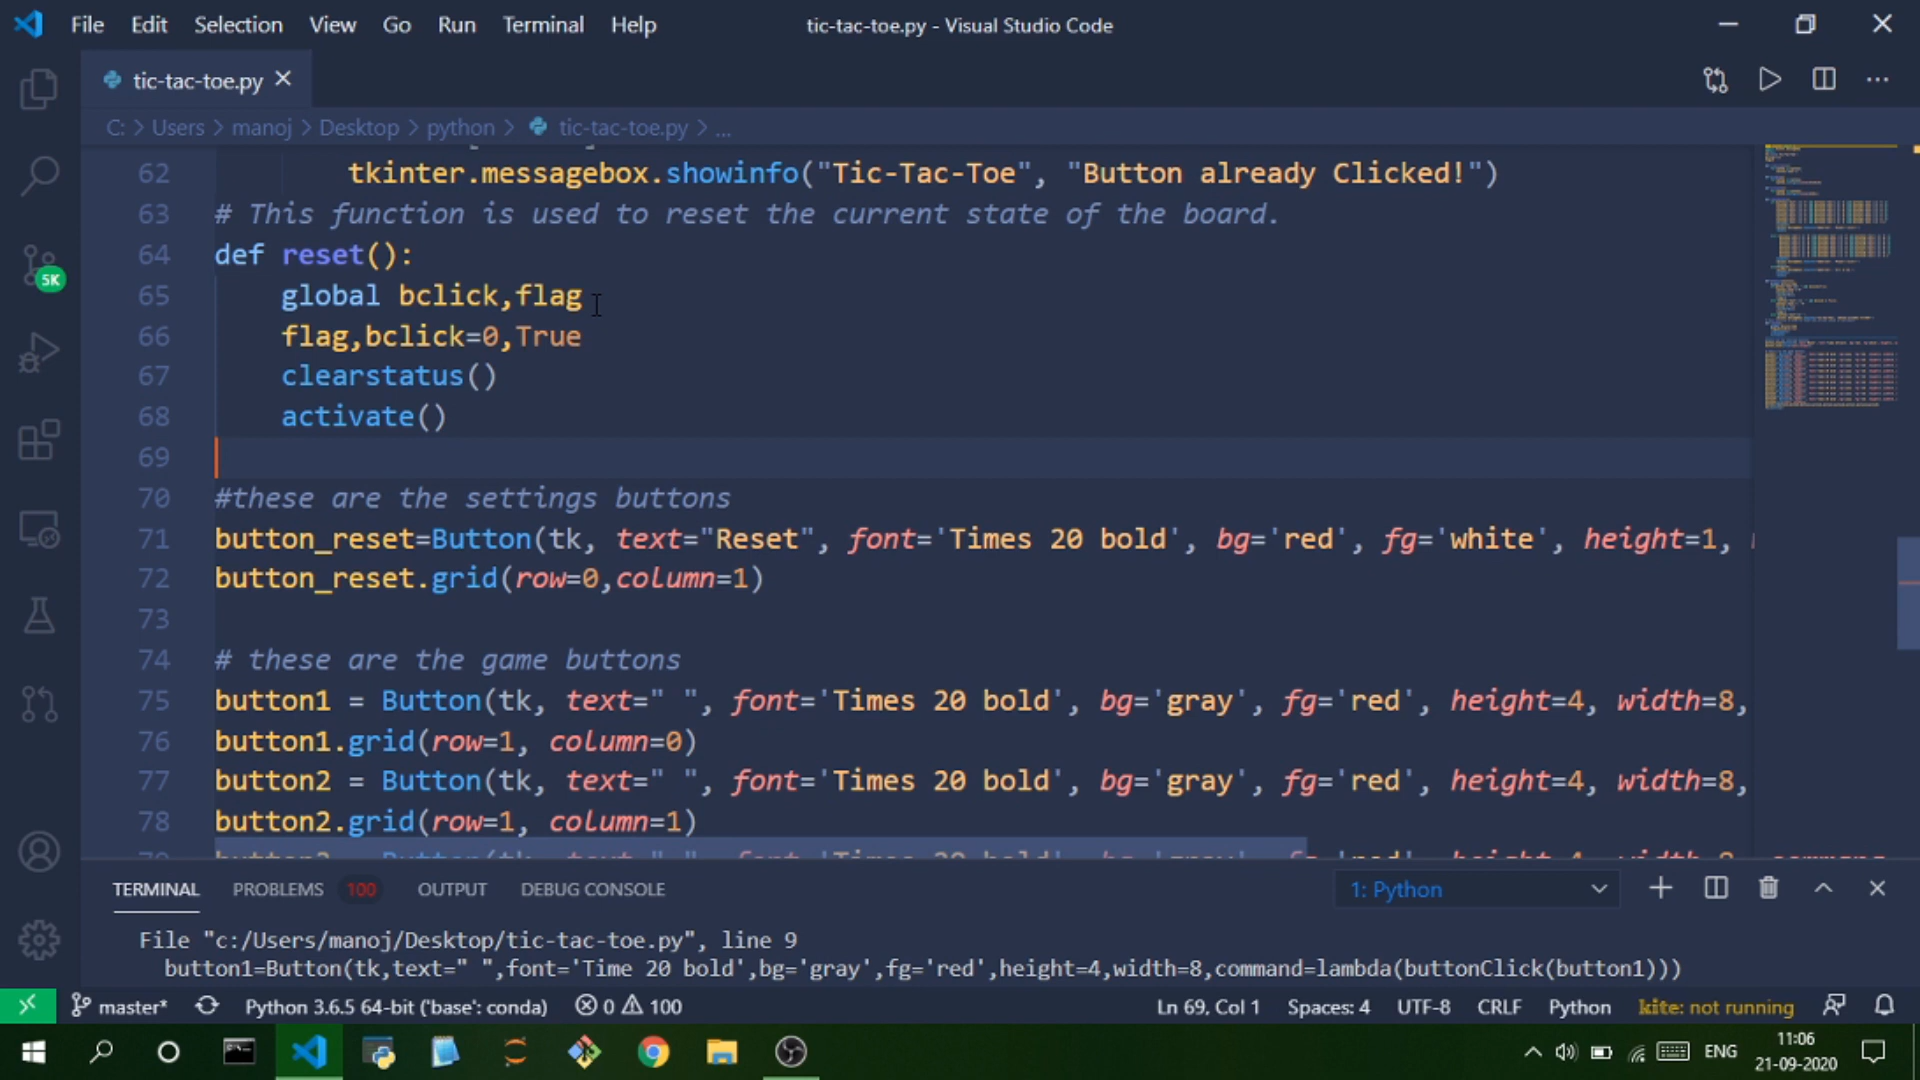 File Edit Selection View Go Run Terminal Help tic-tac-toe.py - Visual Studio Code
tic-tac-toe.py
C: > Users > manoj > Desktop > python > tic-tac-toe.py > ...
62 tkinter.messagebox.showinfo("Tic-Tac-Toe", "Button already Clicked!")
63 # This function is used to reset the current state of the board.
64 def reset():
65 global bclick,flag
66 flag,bclick=0,True
67 clearstatus()
68 activate()
69
70 #these are the settings buttons
71 button_reset=Button(tk, text="Reset", font='Times 20 bold', bg='red', fg='white', height=1,
72 button_reset.grid(row=0,column=1)
73
74 # these are the game buttons
75 button1 = Button(tk, text=" ", font='Times 20 bold', bg='gray', fg='red', height=4, width=8,
76 button1.grid(row=1, column=0)
77 button2 = Button(tk, text=" ", font='Times 20 bold', bg='gray', fg='red', height=4, width=8,
78 button2.grid(row=1, column=1)
5K
TERMINAL PROBLEMS 100 OUTPUT DEBUG CONSOLE 1: Python
File "c:/Users/manoj/Desktop/tic-tac-toe.py", line 9
button1=Button(tk,text=" ",font='Time 20 bold',bg='gray',fg='red',height=4,width=8,command=lambda(buttonClick(button1)))
master* Python 3.6.5 64-bit ('base': conda) 0 100 Ln 69, Col 1 Spaces: 4 UTF-8 CRLF Python kite: not running
ENG 11:06
21-09-2020